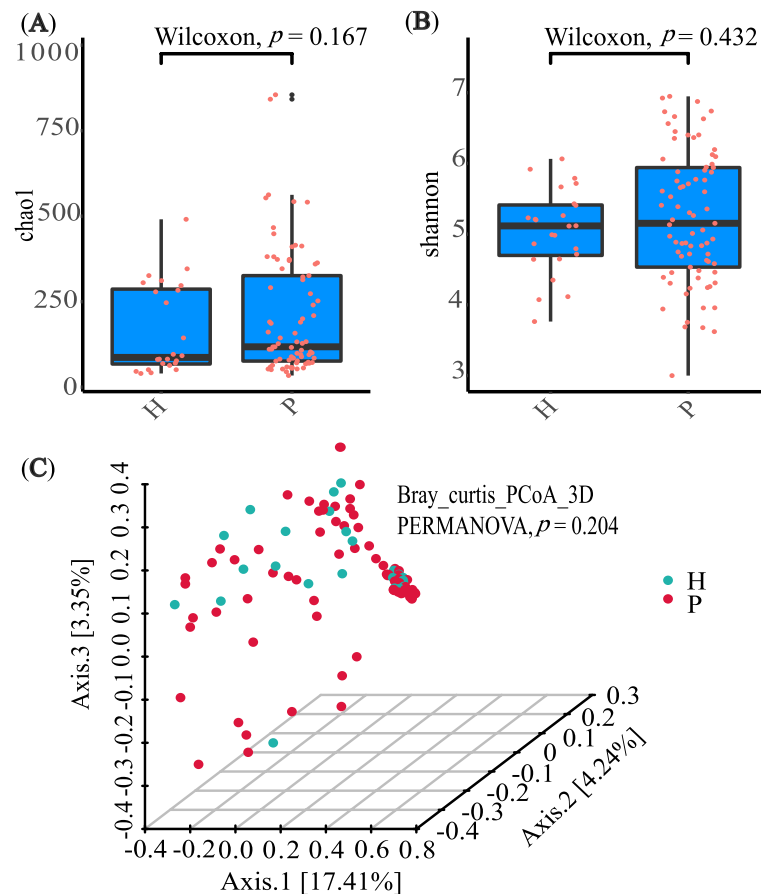 (A)
Wilcoxon, p = 0.167
chao1
1000
750
500
250
0
H
P
(B)
Wilcoxon, p = 0.432
shannon
7
6
5
4
3
H
P
(C)
Bray_curtis_PCoA_3D
PERMANOVA, p = 0.204
H
P
Axis.3 [3.35%]
0.4
0.3
0.2
0.1
0.0
-0.1
-0.2
-0.3
-0.4
-0.4 -0.2 0.0 0.2 0.4 0.6 0.8
Axis.1 [17.41%]
0.3
0.2
0.1
0
-0.1
-0.2
-0.3
-0.4
Axis.2 [4.24%]